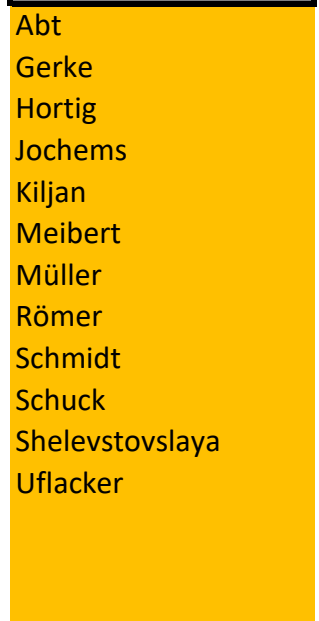 Abt
Gerke
Hortig
Jochems
Kiljan
Meibert
Müller
Römer
Schmidt
Schuck
Shelevstovslaya
Uflacker